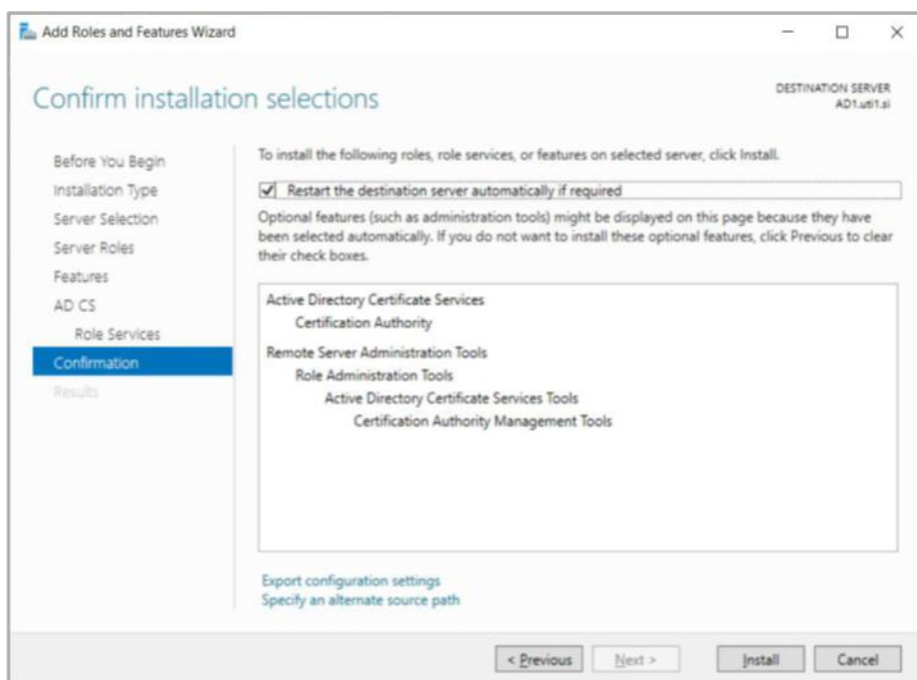 Add Roles and Features Wizard
Confirm installation selections
DESTINATION SERVER
AD1.uti1.si
Before You Begin
Installation Type
Server Selection
Server Roles
Features
AD CS
Role Services
Confirmation
Results
To install the following roles, role services, or features on selected server, click Install.
Restart the destination server automatically if required
Optional features (such as administration tools) might be displayed on this page because they have
been selected automatically. If you do not want to install these optional features, click Previous to clear
their check boxes.
Active Directory Certificate Services
Certification Authority
Remote Server Administration Tools
Role Administration Tools
Active Directory Certificate Services Tools
Certification Authority Management Tools
Export configuration settings
Specify an alternate source path
< Previous
Next >
Install
Cancel